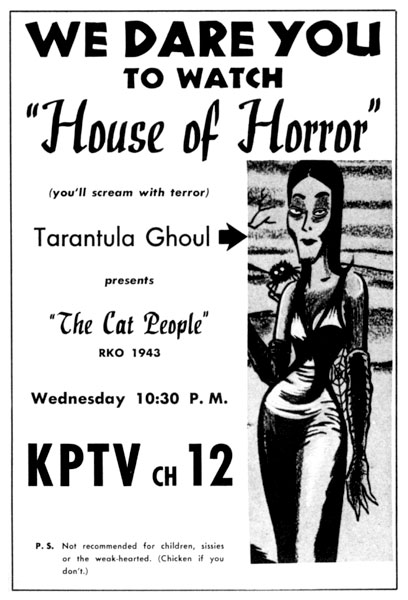 WE DARE YOU
TO WATCH
"House of Horror"
(you'll scream with terror)
Tarantula Ghoul
presents
"The Cat People"
RKO 1943
Wednesday 10:30 P. M.
KPTV CH 12
P. S. Not recommended for children, sissies
or the weak-hearted. (Chicken if you
don't.)